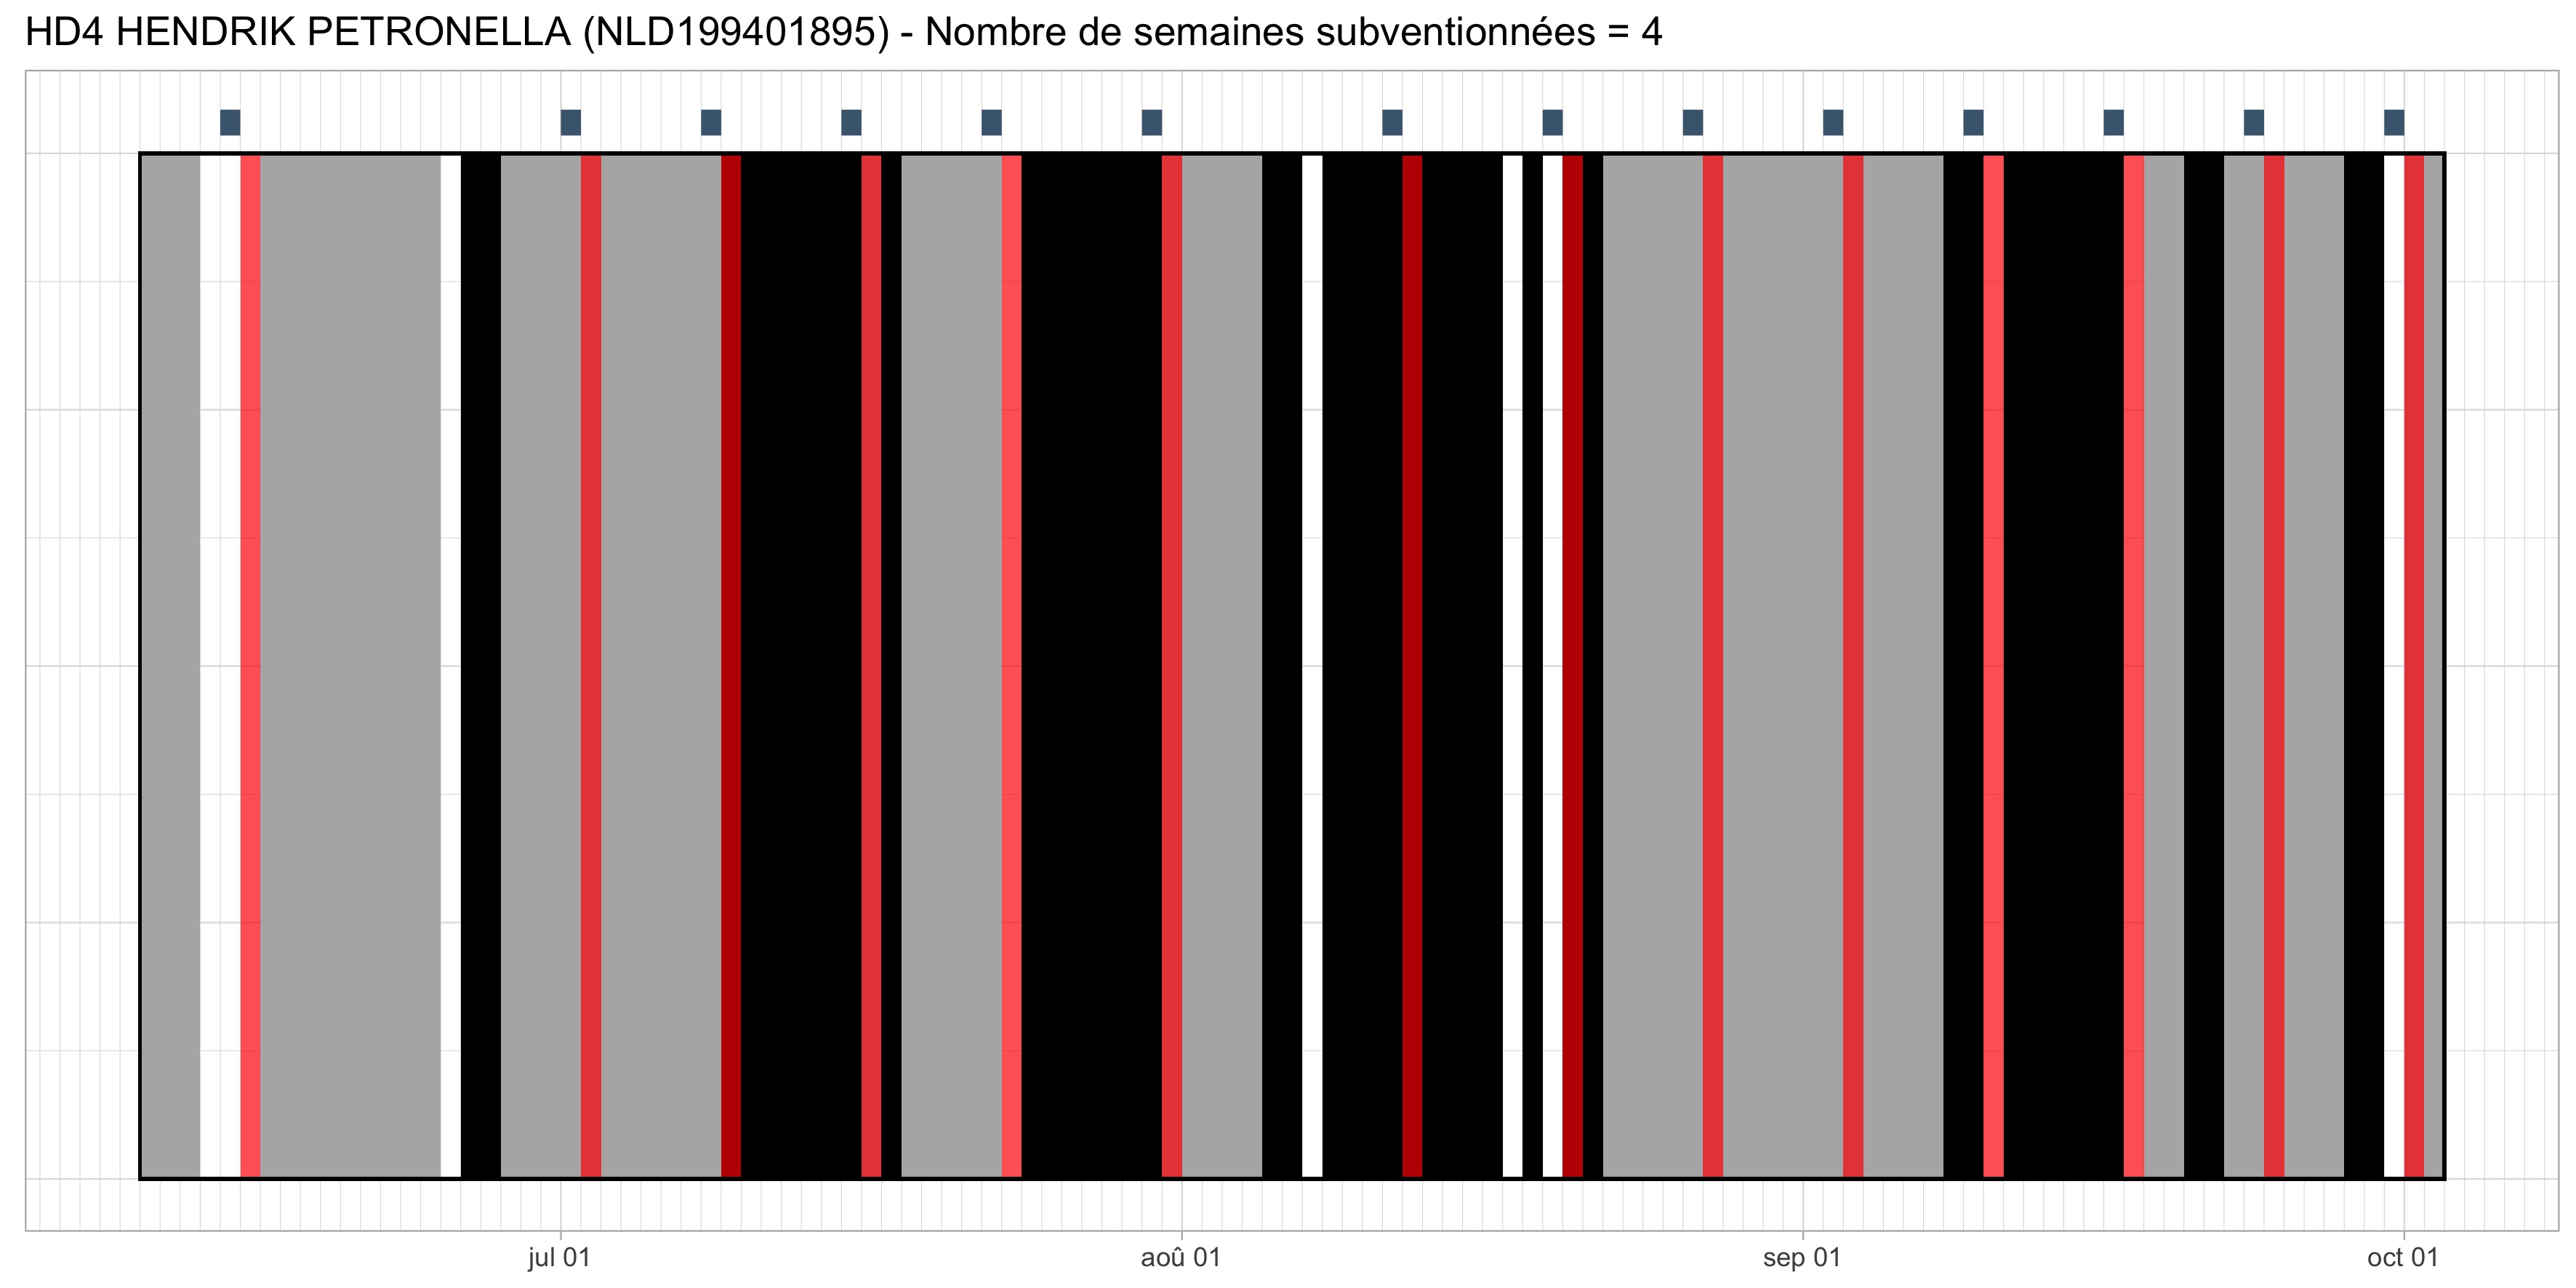 HD4 HENDRIK PETRONELLA (NLD199401895) - Nombre de semaines subventionnées = 4
jul 01
aoû 01
sep 01
oct 01